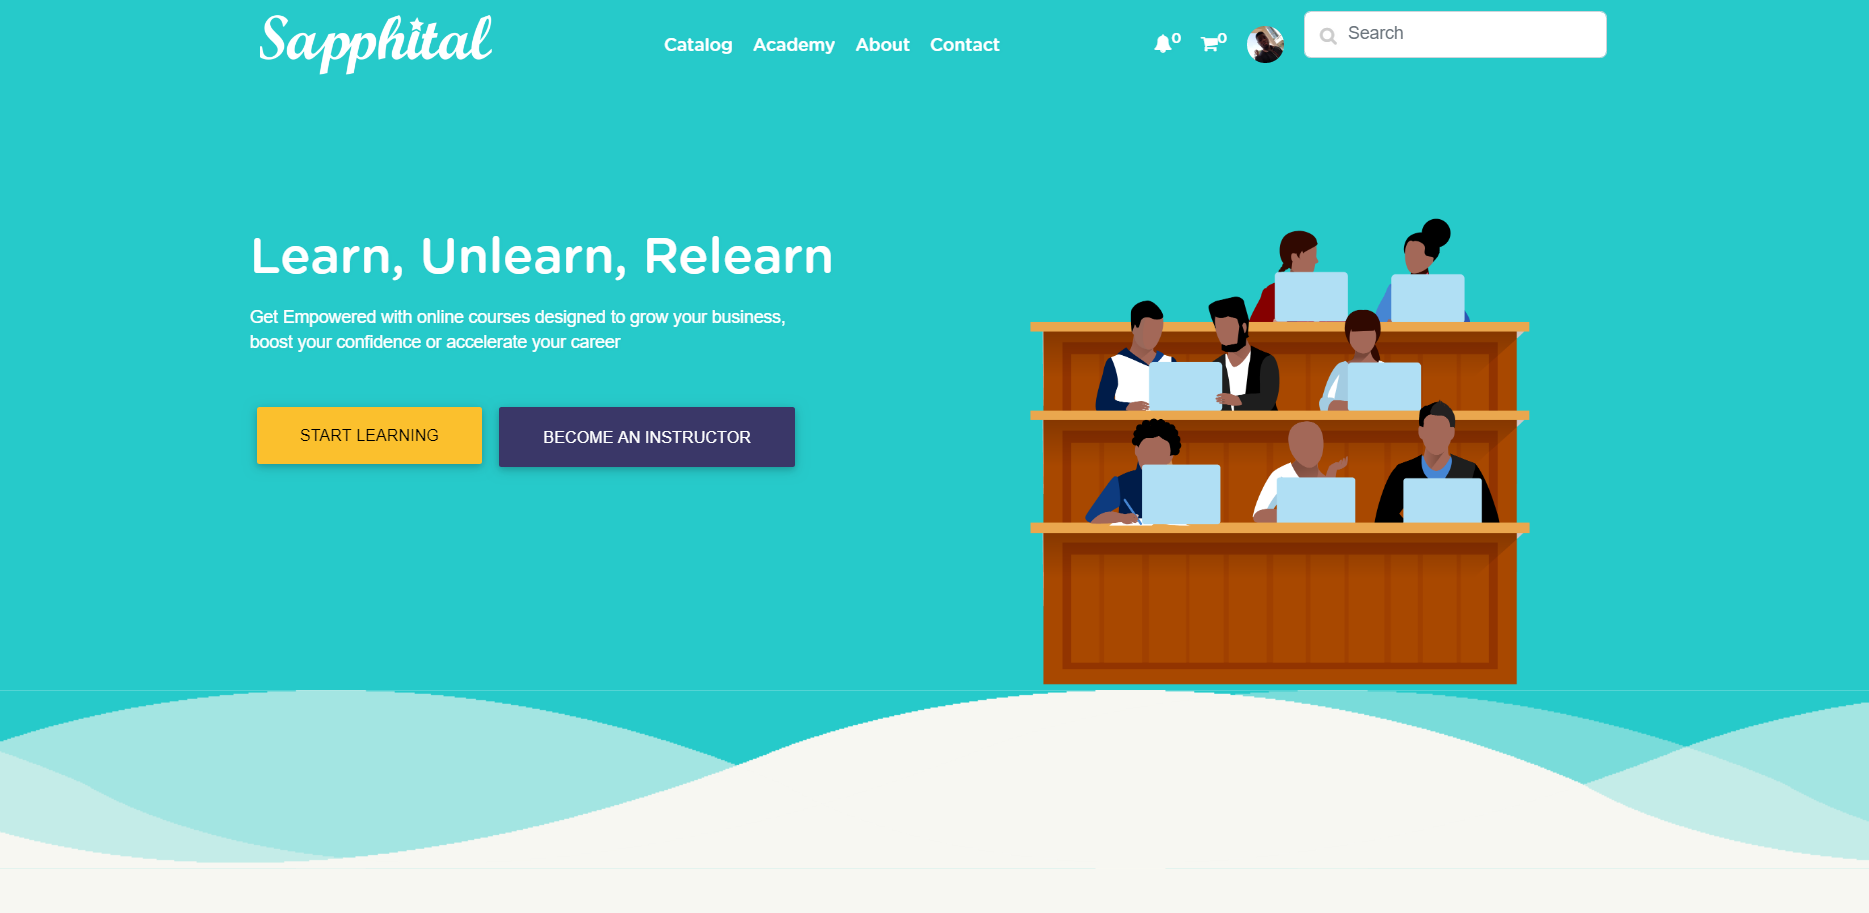 Sapphital
Catalog Academy About Contact
0 0
Search
Learn, Unlearn, Relearn
Get Empowered with online courses designed to grow your business,
boost your confidence or accelerate your career
START LEARNING
BECOME AN INSTRUCTOR